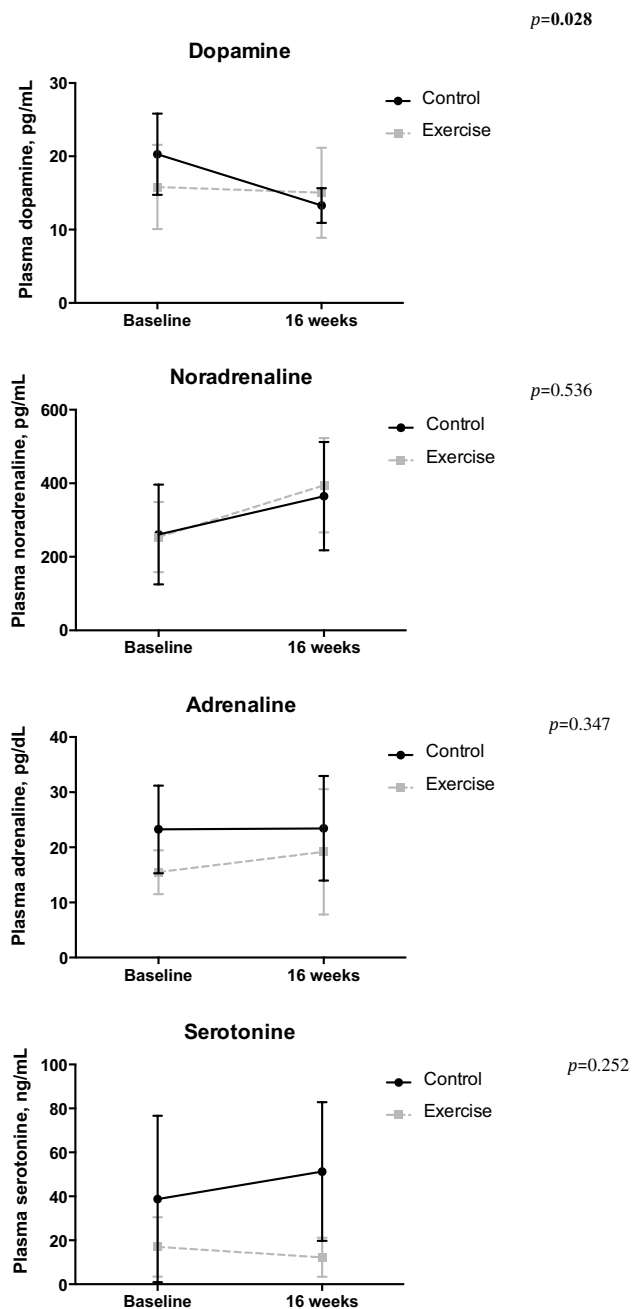 p=0.028
Dopamine
Plasma dopamine, pg/mL
30
20
10
0
Baseline
16 weeks
Control
Exercise
Noradrenaline
p=0.536
Plasma noradrenaline, pg/mL
600
400
200
0
Baseline
16 weeks
Control
Exercise
Adrenaline
p=0.347
Plasma adrenaline, pg/dL
40
30
20
10
0
Baseline
16 weeks
Control
Exercise
Serotonine
p=0.252
Plasma serotonine, ng/mL
100
80
60
40
20
0
Baseline
16 weeks
Control
Exercise